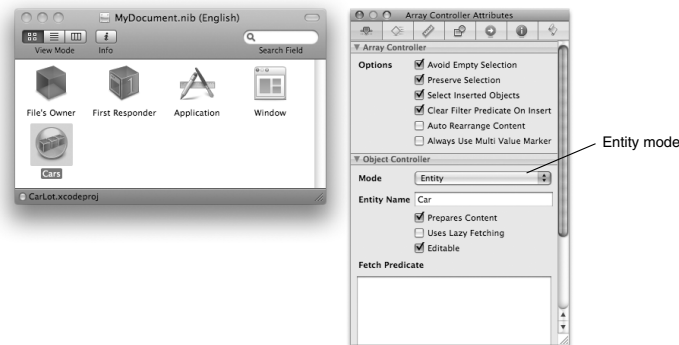 MyDocument.nib (English)
View Mode
Info
Search Field
File's Owner
First Responder
Application
Window
Cars
CarLot.xcodeproj
Array Controller Attributes
Array Controller
Options
Avoid Empty Selection
Preserve Selection
Select Inserted Objects
Clear Filter Predicate On Insert
Auto Rearrange Content
Always Use Multi Value Marker
Object Controller
Mode
Entity
Entity Name
Car
Prepares Content
Uses Lazy Fetching
Editable
Fetch Predicate
Entity mode